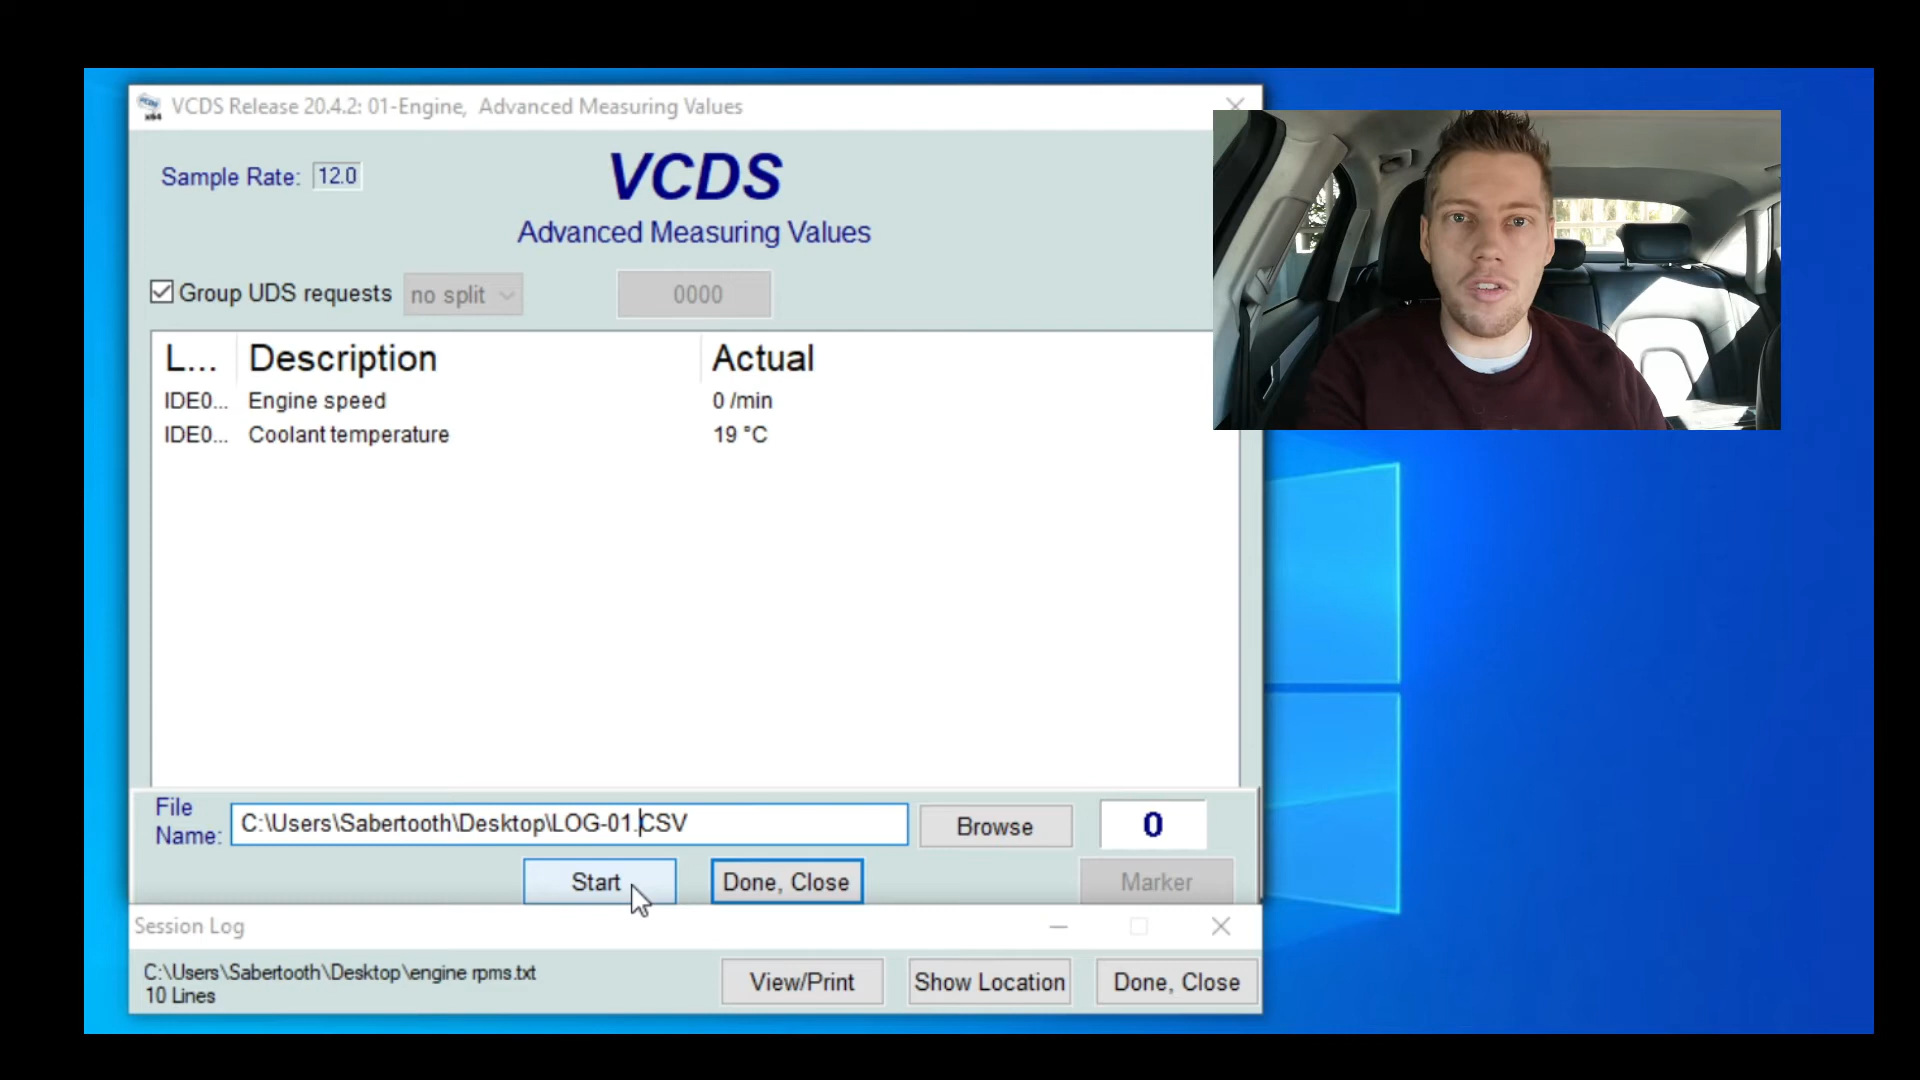 VCDS Release 20.4.2: 01-Engine, Advanced Measuring Values
Sample Rate: 12.0
VCDS
Advanced Measuring Values
Group UDS requests no split 0000
L... Description Actual
IDE0... Engine speed 0 /min
IDE0... Coolant temperature 19 °C
File Name: C:\Users\Sabertooth\Desktop\LOG-01.CSV Browse 0
Start Done, Close Marker
Session Log
C:\Users\Sabertooth\Desktop\engine rpms.txt
10 Lines
View/Print Show Location Done, Close